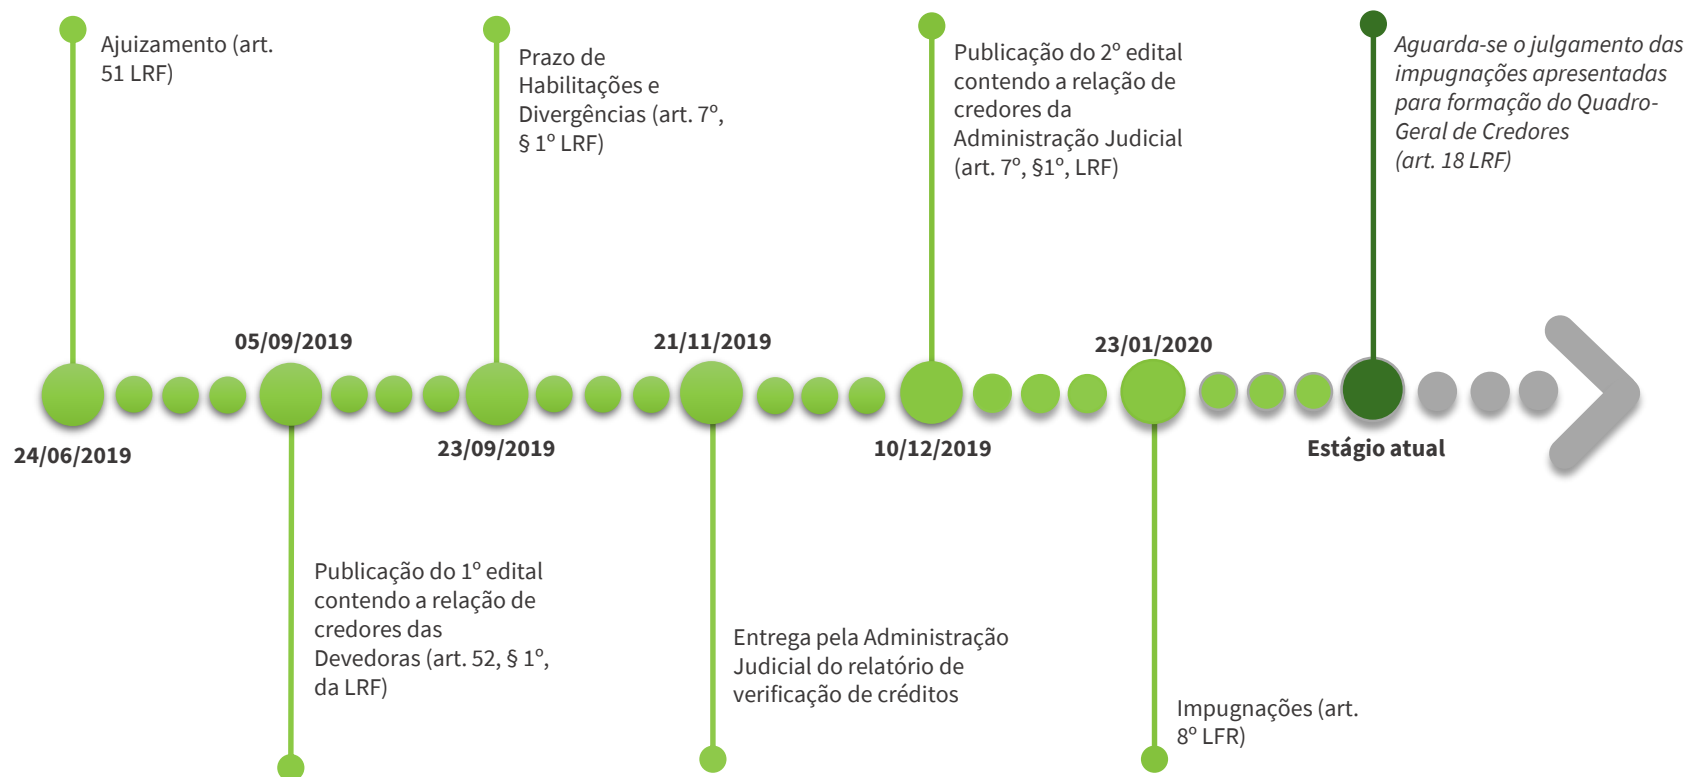 Ajuizamento (art.
51 LRF)
Prazo de
Habilitações e
Divergências (art. 7º,
§ 1º LRF)
Publicação do 2º edital
contendo a relação de
credores da
Administração Judicial
(art. 7º, §1º, LRF)
Aguarda-se o julgamento das
impugnações apresentadas
para formação do Quadro-
Geral de Credores
(art. 18 LRF)
05/09/2019
21/11/2019
23/01/2020
24/06/2019
23/09/2019
10/12/2019
Estágio atual
Publicação do 1º edital
contendo a relação de
credores das
Devedoras (art. 52, § 1º,
da LRF)
Entrega pela Administração
Judicial do relatório de
verificação de créditos
Impugnações (art.
8º LFR)